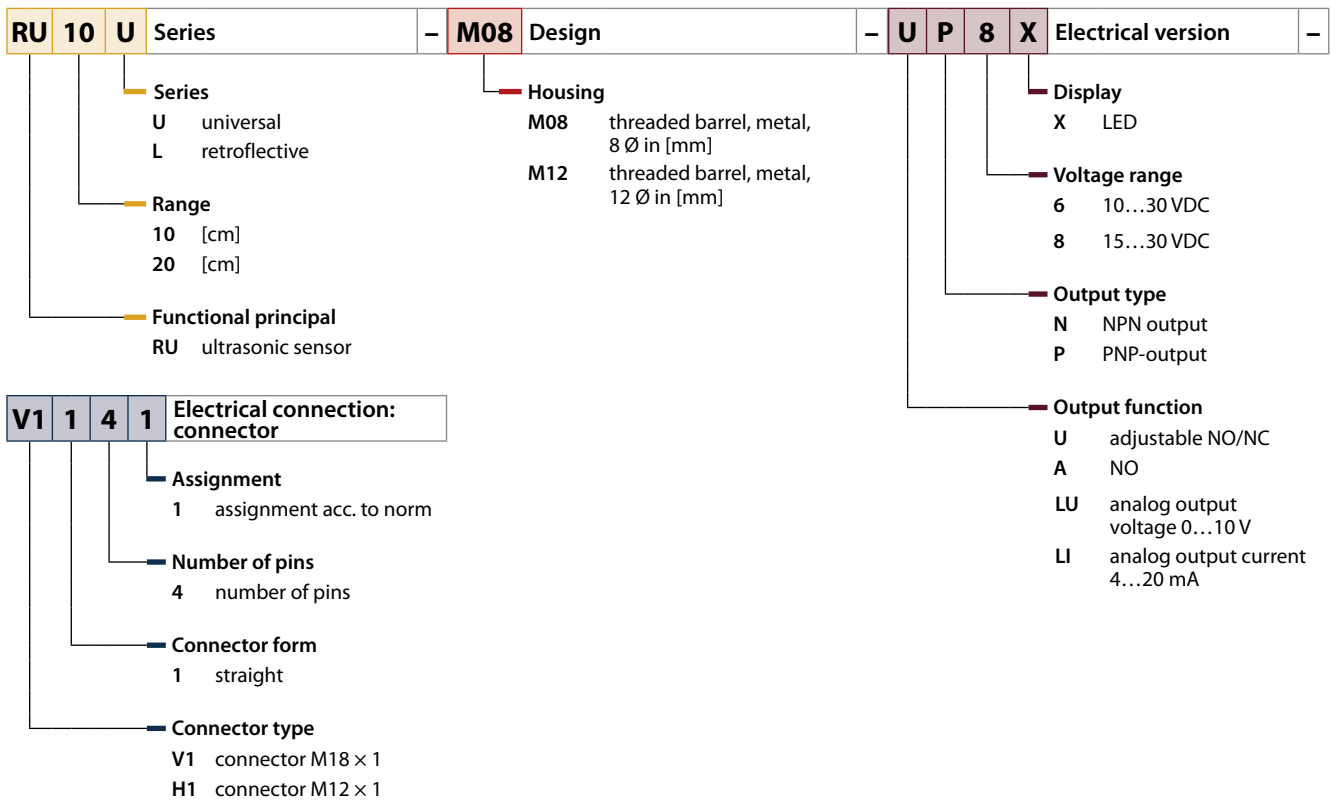 RU 10 U Series – M08 Design – U P 8 X Electrical version –
Series
U universal
L retroflective
Range
10 [cm]
20 [cm]
Functional principal
RU ultrasonic sensor
Housing
M08 threaded barrel, metal,
8 Ø in [mm]
M12 threaded barrel, metal,
12 Ø in [mm]
Display
X LED
Voltage range
6 10…30 VDC
8 15…30 VDC
Output type
N NPN output
P PNP-output
Output function
U adjustable NO/NC
A NO
LU analog output
voltage 0…10 V
LI analog output current
4…20 mA
V1 1 4 1 Electrical connection:
connector
Assignment
1 assignment acc. to norm
Number of pins
4 number of pins
Connector form
1 straight
Connector type
V1 connector M18 × 1
H1 connector M12 × 1